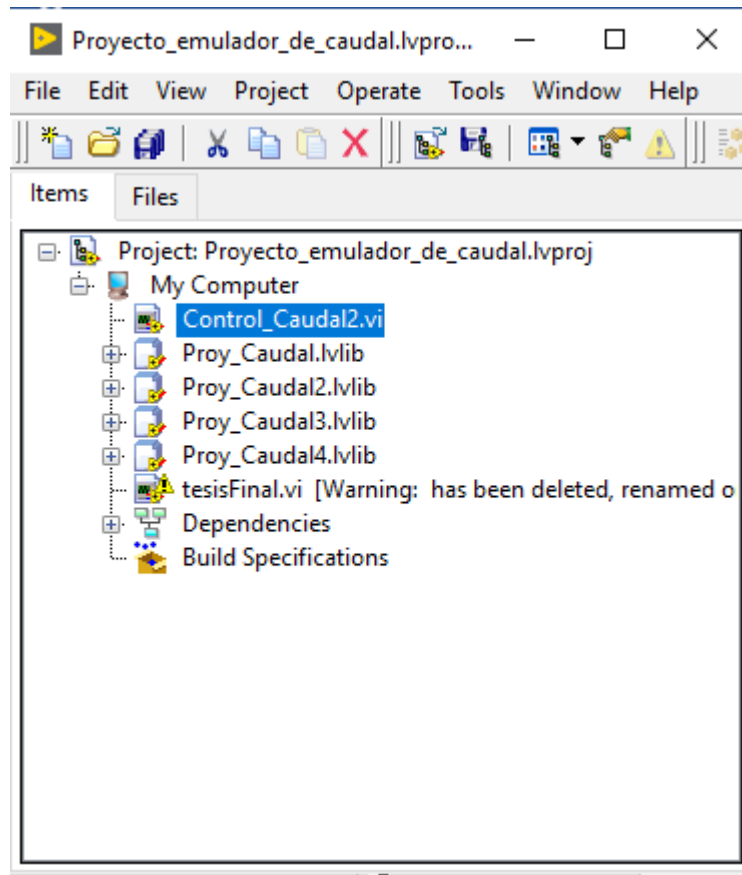 Proyecto_emulador_de_caudal.lvpro...
File Edit View Project Operate Tools Window Help
Items Files
Project: Proyecto_emulador_de_caudal.lvproj
My Computer
Control_Caudal2.vi
Proy_Caudal.lvlib
Proy_Caudal2.lvlib
Proy_Caudal3.lvlib
Proy_Caudal4.lvlib
tesisFinal.vi [Warning: has been deleted, renamed o
Dependencies
Build Specifications